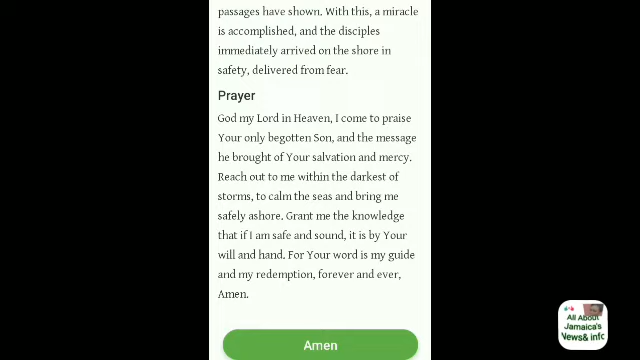 passages have shown. With this, a miracle
is accomplished, and the disciples
immediately arrived on the shore in
safety, delivered from fear.
Prayer
God my Lord in Heaven, I come to praise
Your only begotten Son, and the message
he brought of Your salvation and mercy.
Reach out to me within the darkest of
storms, to calm the seas and bring me
safely ashore. Grant me the knowledge
that if I am safe and sound, it is by Your
will and hand. For Your word is my guide
and my redemption, forever and ever,
Amen.
Amen
All About
Jamaica's
News& info